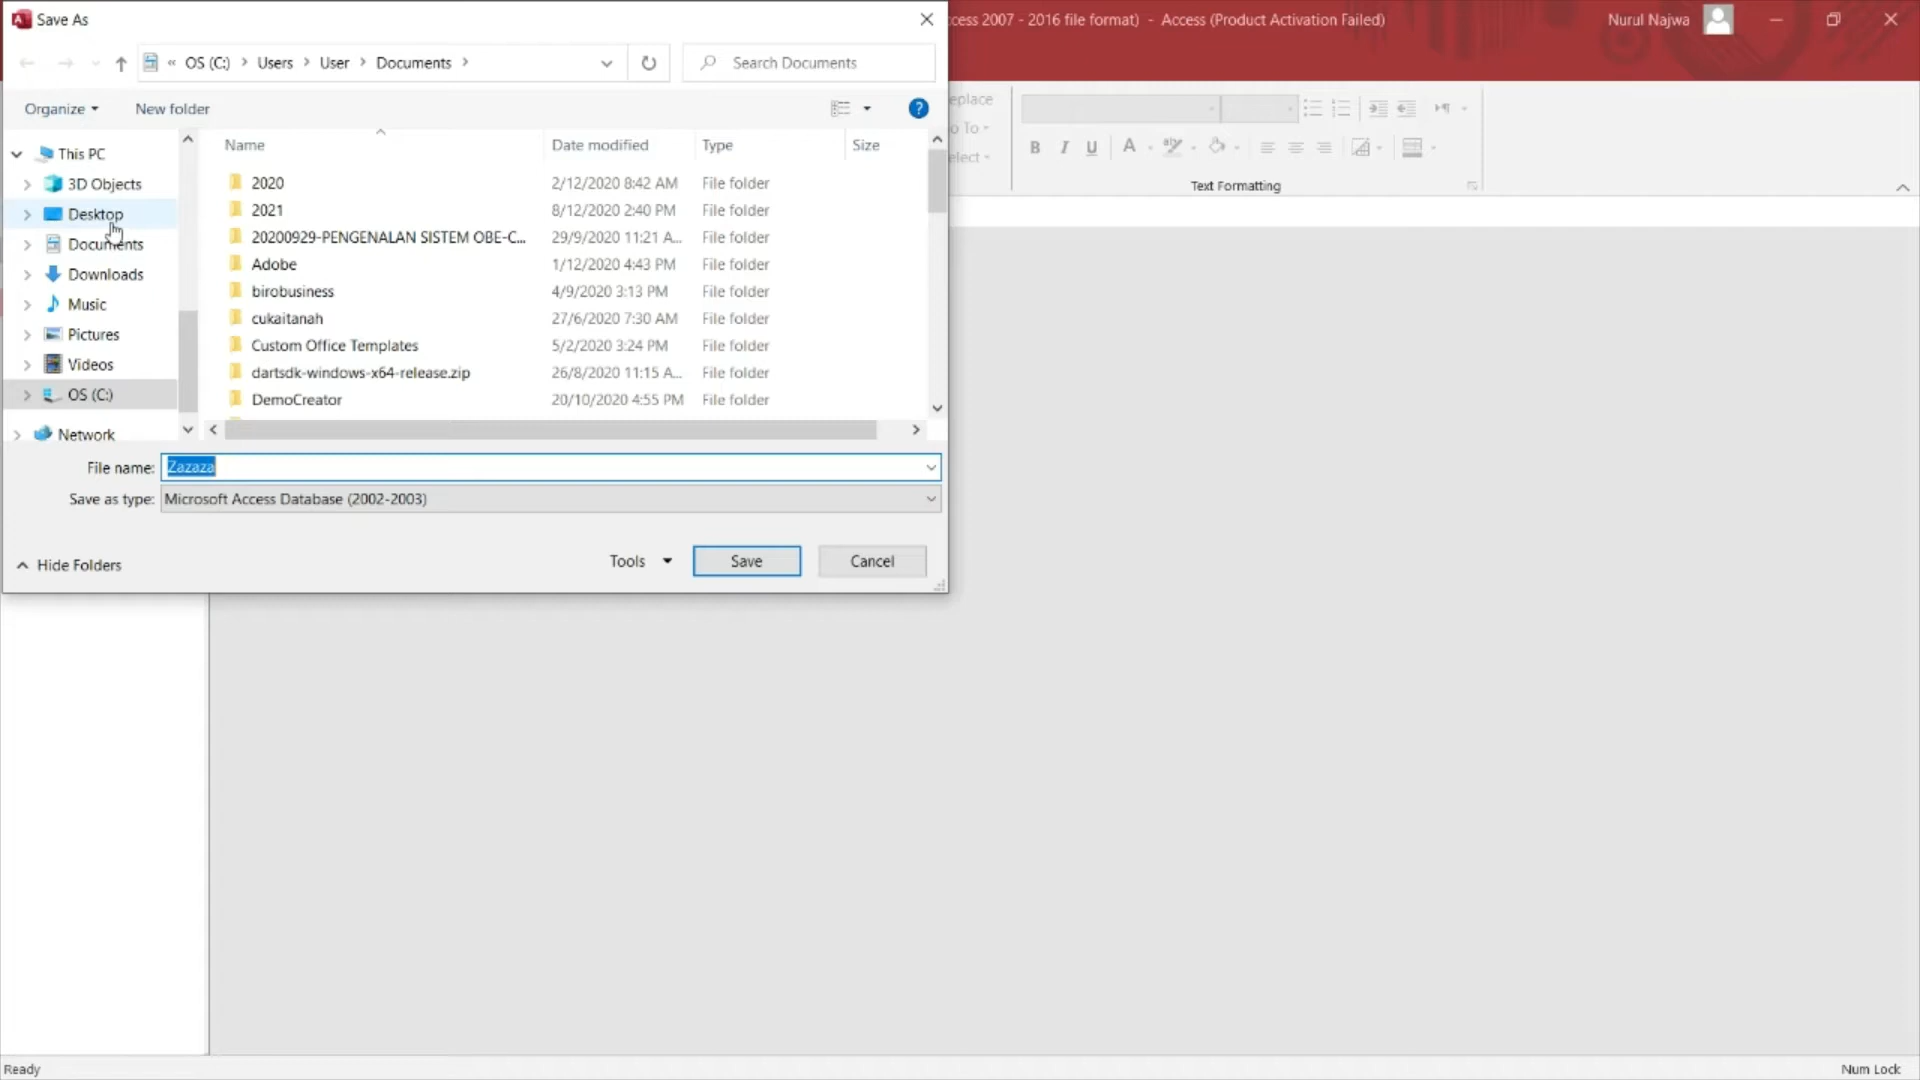 Save As
cess 2007 - 2016 file format) - Access (Product Activation Failed)
Nurul Najwa
« OS (C:) > Users > User > Documents >
Search Documents
Organize
New folder
?
Name
Date modified
Type
Size
This PC
3D Objects
Desktop
Documents
Downloads
Music
Pictures
Videos
OS (C:)
Network
2020 2/12/2020 8:42 AM File folder
2021 8/12/2020 2:40 PM File folder
20200929-PENGENALAN SISTEM OBE-C... 29/9/2020 11:21 A... File folder
Adobe 1/12/2020 4:43 PM File folder
birobusiness 4/9/2020 3:13 PM File folder
cukaitanah 27/6/2020 7:30 AM File folder
Custom Office Templates 5/2/2020 3:24 PM File folder
dartsdk-windows-x64-release.zip 26/8/2020 11:15 A... File folder
DemoCreator 20/10/2020 4:55 PM File folder
eplace
o To
elect
B I U A
Text Formatting
File name: Zazaza
Save as type: Microsoft Access Database (2002-2003)
Hide Folders
Tools
Save
Cancel
Ready
Num Lock